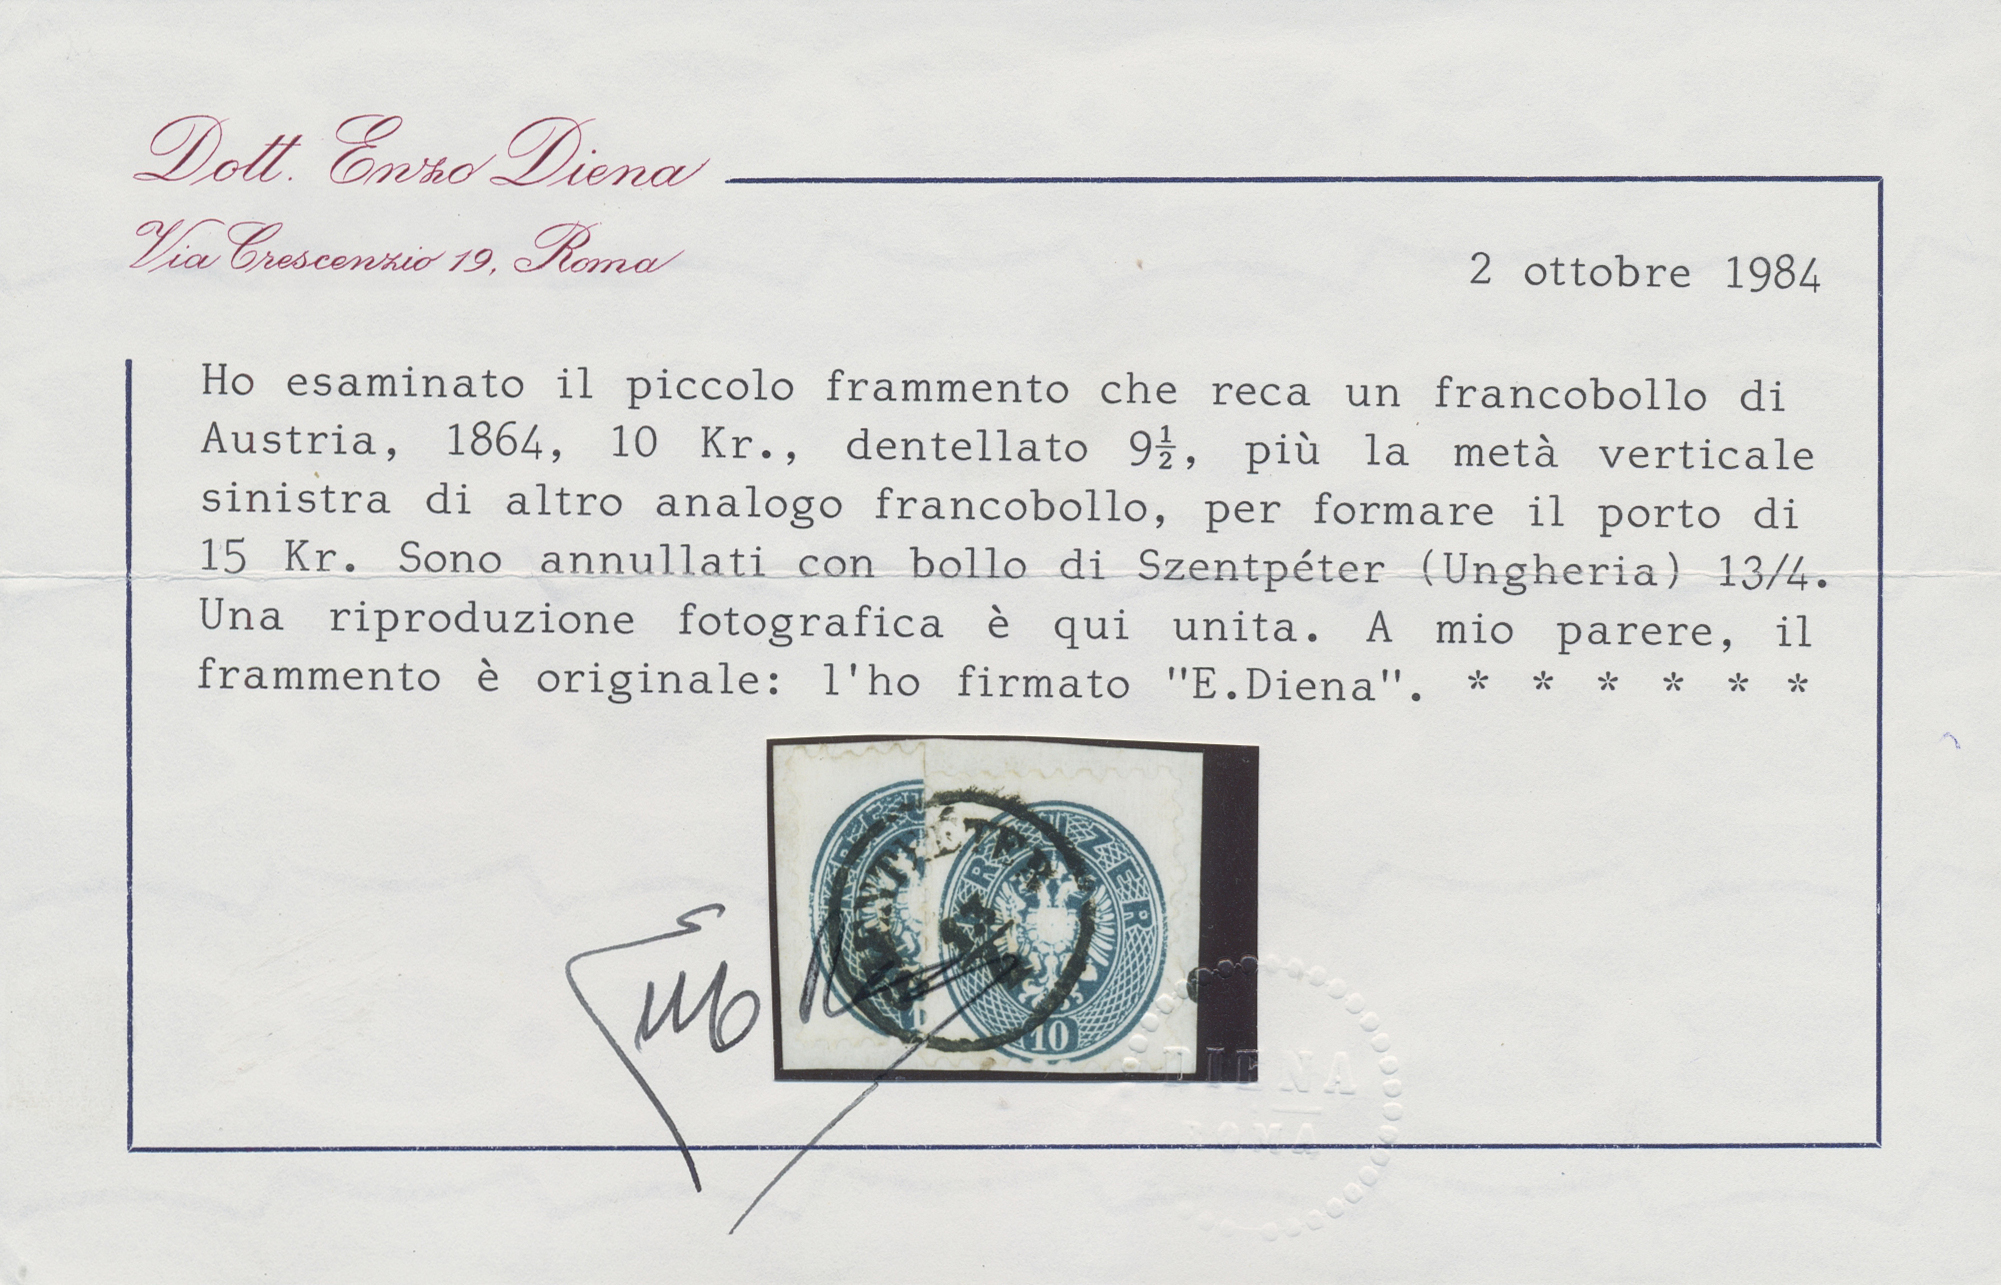 Dott. Enzo Diena
Via Crescenzio 19, Roma
2 ottobre 1984
Ho esaminato il piccolo frammento che reca un francobollo di
Austria, 1864, 10 Kr., dentellato 9½, più la metà verticale
sinistra di altro analogo francobollo, per formare il porto di
15 Kr. Sono annullati con bollo di Szentpéter (Ungheria) 13/4.
Una riproduzione fotografica è qui unita. A mio parere, il
frammento è originale: l'ho firmato "E.Diena". * * * * * *
10
DIENA